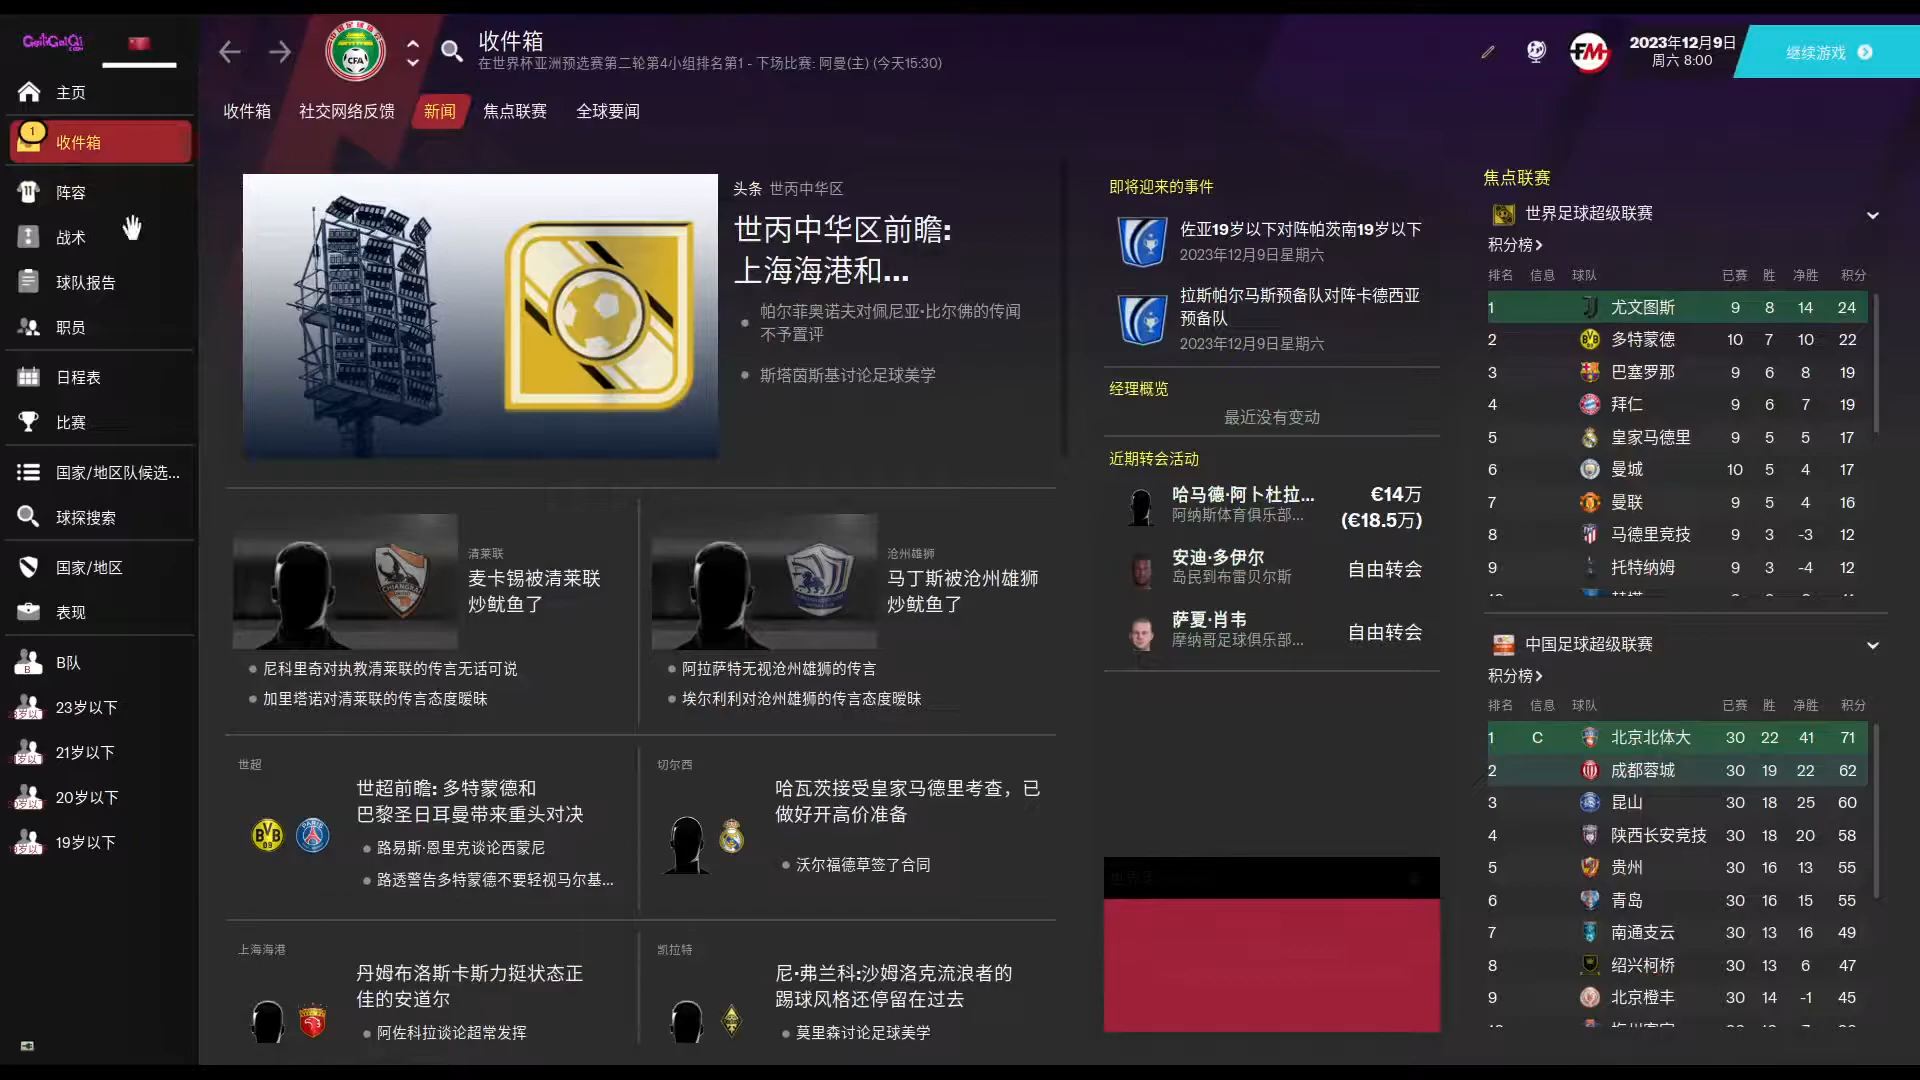 GaiGaiQi
.com
主页
1
收件箱
阵容
战术
球队报告
职员
日程表
比赛
国家/地区队候选...
球探搜索
国家/地区
表现
B队
23岁以下
21岁以下
20岁以下
19岁以下
CFA
收件箱
在世界杯亚洲预选赛第二轮第4小组排名第1 - 下场比赛: 阿曼(主) (今天15:30)
FM
2023年12月9日
周六 8:00
继续游戏
收件箱 社交网络反馈 新闻 焦点联赛 全球要闻
头条 世丙中华区
世丙中华区前瞻:
上海海港和...
帕尔菲奥诺夫对佩尼亚·比尔佛的传闻
不予置评
斯塔茵斯基讨论足球美学
清莱联
麦卡锡被清莱联
炒鱿鱼了
尼科里奇对执教清莱联的传言无话可说
加里塔诺对清莱联的传言态度暧昧
沧州雄狮
马丁斯被沧州雄狮
炒鱿鱼了
阿拉萨特无视沧州雄狮的传言
埃尔利利对沧州雄狮的传言态度暧昧
世超
世超前瞻: 多特蒙德和
巴黎圣日耳曼带来重头对决
路易斯·恩里克谈论西蒙尼
路透警告多特蒙德不要轻视马尔基...
切尔西
哈瓦茨接受皇家马德里考查，已
做好开高价准备
沃尔福德草签了合同
上海海港
丹姆布洛斯卡斯力挺状态正
佳的安道尔
阿佐科拉谈论超常发挥
凯拉特
尼·弗兰科:沙姆洛克流浪者的
踢球风格还停留在过去
莫里森讨论足球美学
即将迎来的事件
佐亚19岁以下对阵帕茨南19岁以下
2023年12月9日星期六
拉斯帕尔马斯预备队对阵卡德西亚
预备队
2023年12月9日星期六
经理概览
最近没有变动
近期转会活动
哈马德·阿卜杜拉... €14万
阿纳斯体育俱乐部... (€18.5万)
安迪·多伊尔
岛民到布雷贝尔斯 自由转会
萨夏·肖韦
摩纳哥足球俱乐部... 自由转会
焦点联赛
世界足球超级联赛
积分榜
排名 信息 球队 已赛 胜 净胜 积分
1 尤文图斯 9 8 14 24
2 多特蒙德 10 7 10 22
3 巴塞罗那 9 6 8 19
4 拜仁 9 6 7 19
5 皇家马德里 9 5 5 17
6 曼城 10 5 4 17
7 曼联 9 5 4 16
8 马德里竞技 9 3 -3 12
9 托特纳姆 9 3 -4 12
中国足球超级联赛
积分榜
排名 信息 球队 已赛 胜 净胜 积分
1 C 北京北体大 30 22 41 71
2 成都蓉城 30 19 22 62
3 昆山 30 18 25 60
4 陕西长安竞技 30 18 20 58
5 贵州 30 16 13 55
6 青岛 30 16 15 55
7 南通支云 30 13 16 49
8 绍兴柯桥 30 13 6 47
9 北京橙丰 30 14 -1 45